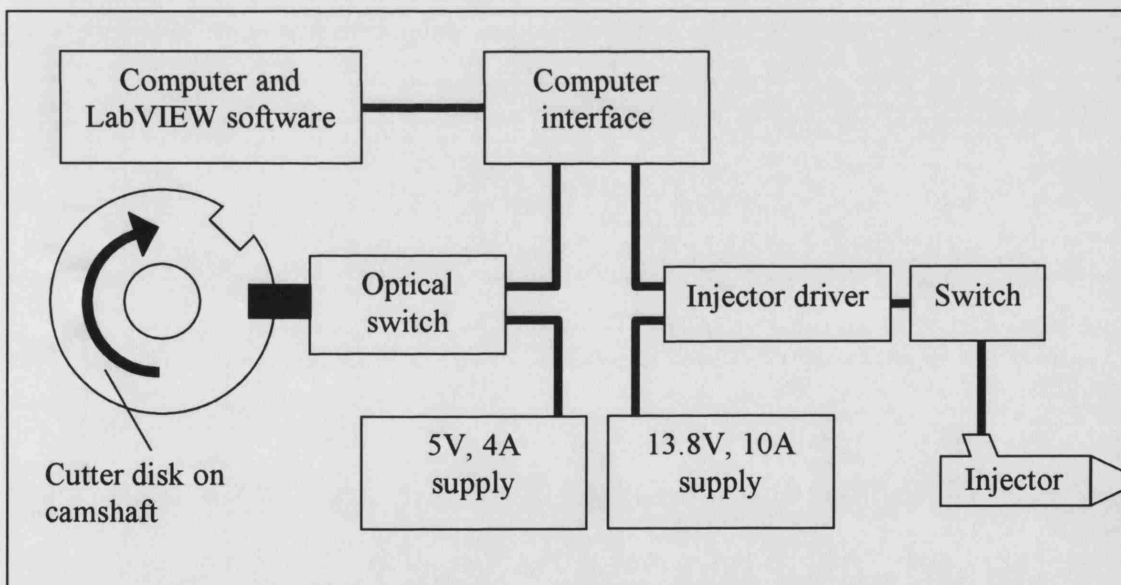 Computer and
LabVIEW software
Computer
interface
Optical
switch
Injector driver
Switch
5V, 4A
supply
13.8V, 10A
supply
Injector
Cutter disk on
camshaft